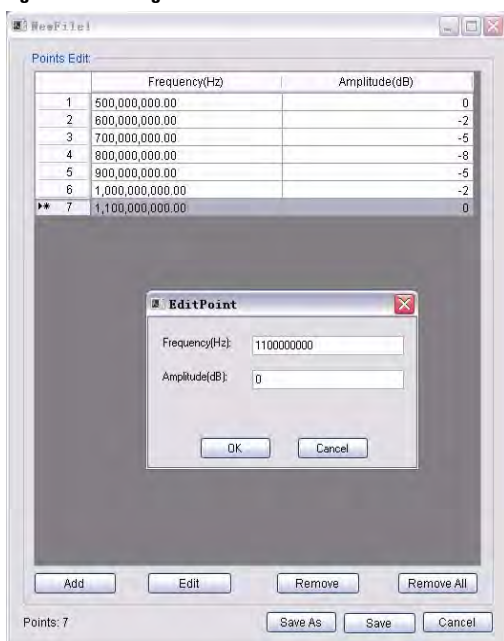 NewFile1
Points Edit:
Frequency(Hz) Amplitude(dB)
1 500,000,000.00 0
2 600,000,000.00 -2
3 700,000,000.00 -5
4 800,000,000.00 -8
5 900,000,000.00 -5
6 1,000,000,000.00 -2
7 1,100,000,000.00 0
EditPoint
Frequency(Hz): 1100000000
Amplitude(dB): 0
OK Cancel
Add Edit Remove Remove All
Points: 7 Save As Save Cancel